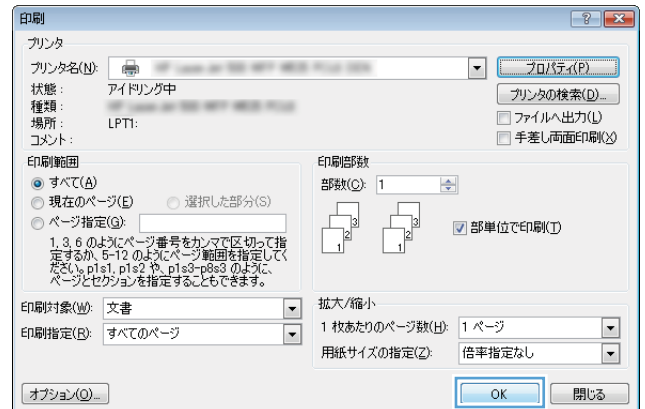 印刷
プリンタ
プリンタ名(N):
プロパティ(P)
状態： アイドリング中
プリンタの検索(D)...
種類：
場所： LPT1:
ファイルへ出力(L)
コメント：
手差し両面印刷(X)
印刷範囲
すべて(A)
現在のページ(E) 選択した部分(S)
ページ指定(G):
1, 3, 6 のようにページ番号をカンマで区切って指
定するか、5-12 のようにページ範囲を指定してく
ださい。p1s1, p1s2 や、p1s3-p8s3 のように、
ページとセクションを指定することもできます。
印刷部数
部数(C): 1
1
2
3
1
2
3
部単位で印刷(T)
印刷対象(W): 文書
印刷指定(R): すべてのページ
拡大/縮小
1 枚あたりのページ数(H): 1 ページ
用紙サイズの指定(Z): 倍率指定なし
オプション(O)...
OK
閉じる